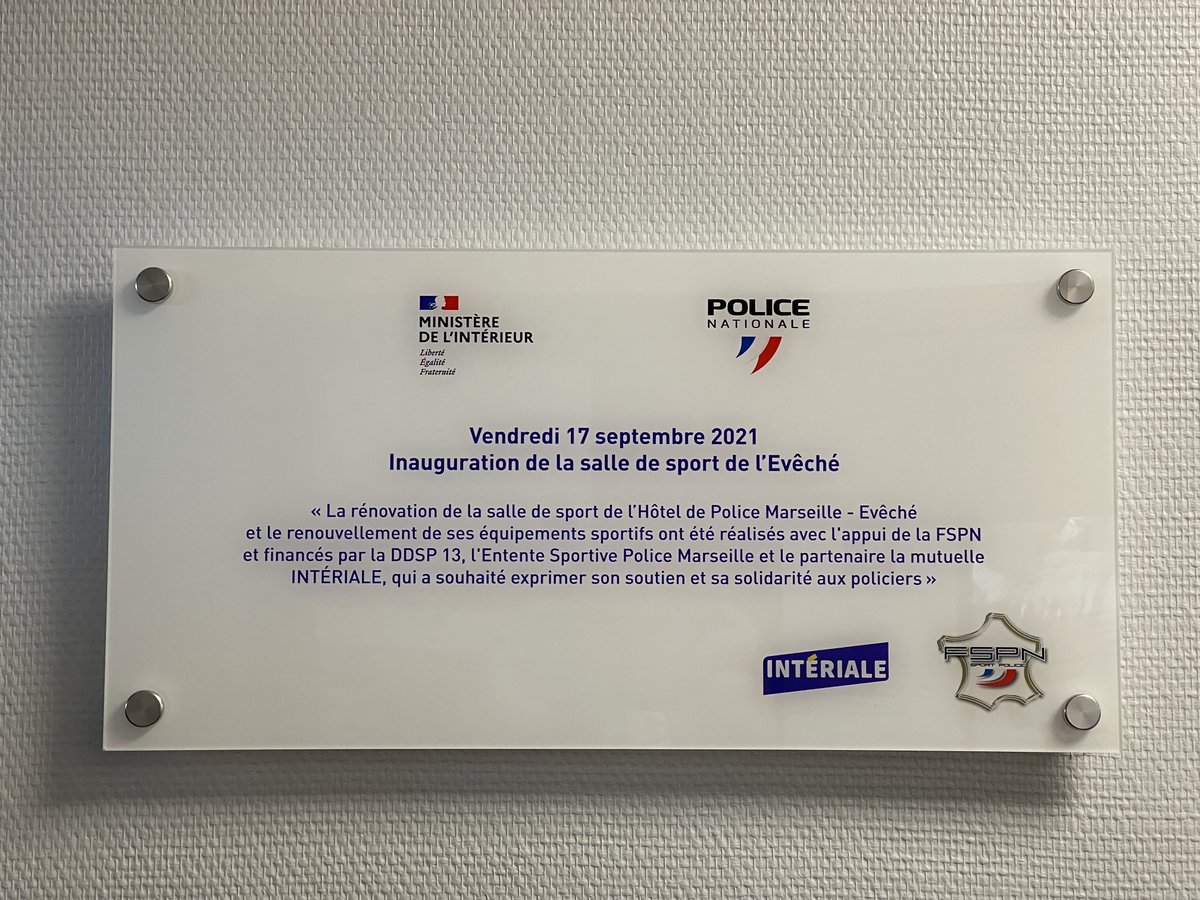 MINISTÈRE
DE L'INTÉRIEUR
Liberté
Égalité
Fraternité
POLICE
NATIONALE
Vendredi 17 septembre 2021
Inauguration de la salle de sport de l'Evêché
« La rénovation de la salle de sport de l'Hôtel de Police Marseille - Evêché
et le renouvellement de ses équipements sportifs ont été réalisés avec l'appui de la FSPN
et financés par la DDSP 13, l'Entente Sportive Police Marseille et le partenaire la mutuelle
INTÉRIALE, qui a souhaité exprimer son soutien et sa solidarité aux policiers »
INTÉRIALE
FSPN
SPORT POLICE